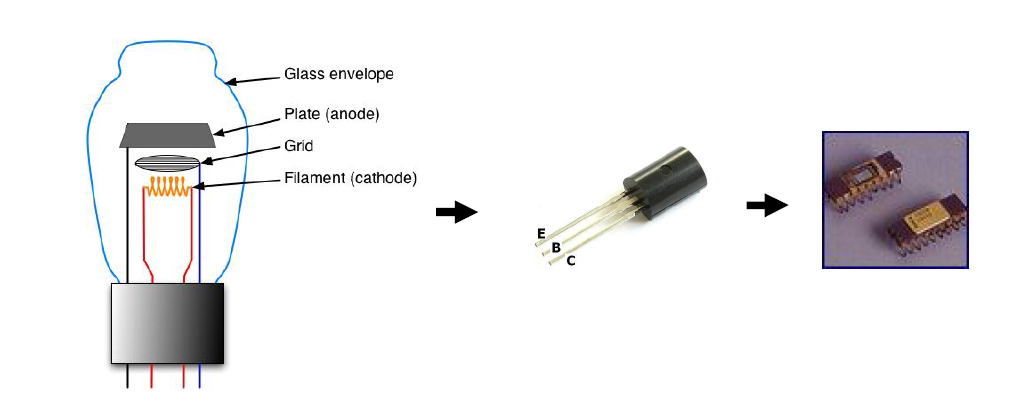 Glass envelope
Plate (anode)
Grid
Filament (cathode)
E
B
C